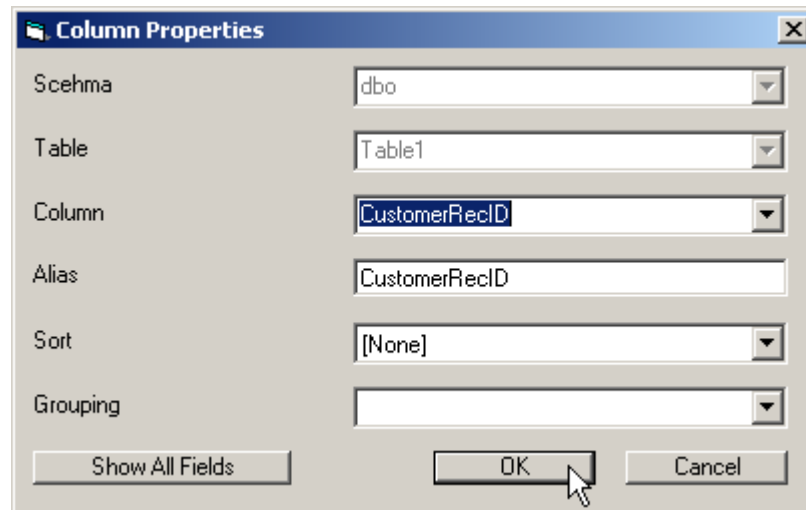 Column Properties
Scehma dbo
Table Table1
Column CustomerRecID
Alias CustomerRecID
Sort [None]
Grouping
Show All Fields OK Cancel